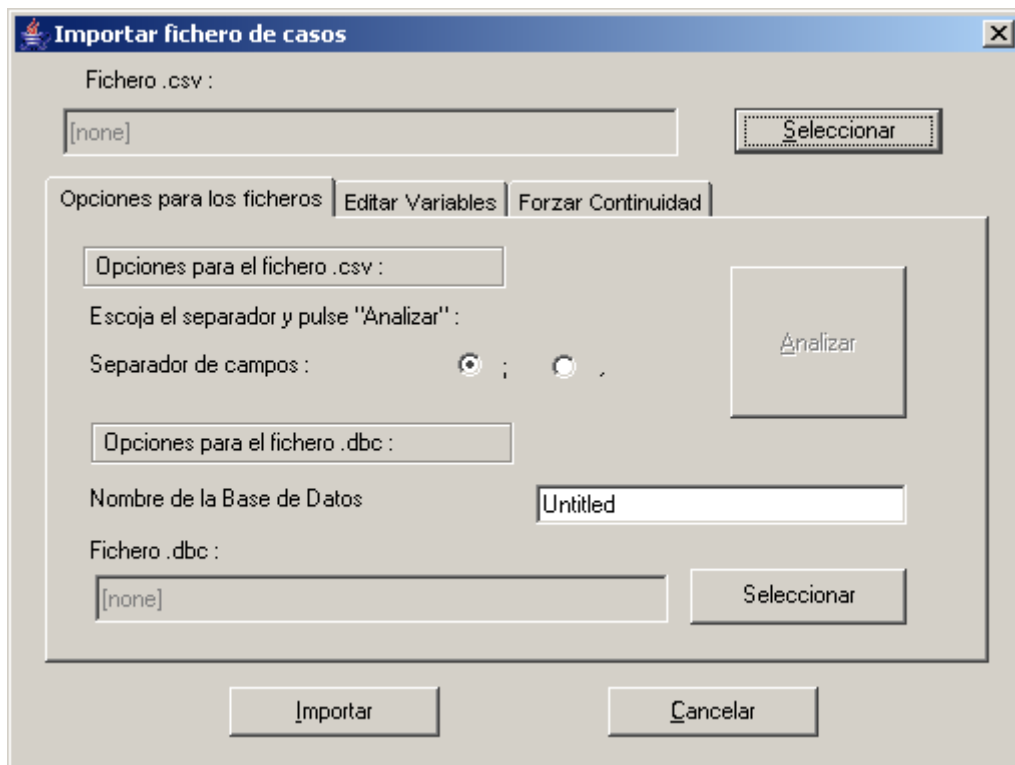 Importar fichero de casos
Fichero .csv :
[none]
Seleccionar
Opciones para los ficheros Editar Variables Forzar Continuidad
Opciones para el fichero .csv :
Escoja el separador y pulse "Analizar" :
Analizar
Separador de campos : ; ,
Opciones para el fichero .dbc :
Nombre de la Base de Datos Untitled
Fichero .dbc :
[none]
Seleccionar
Importar Cancelar